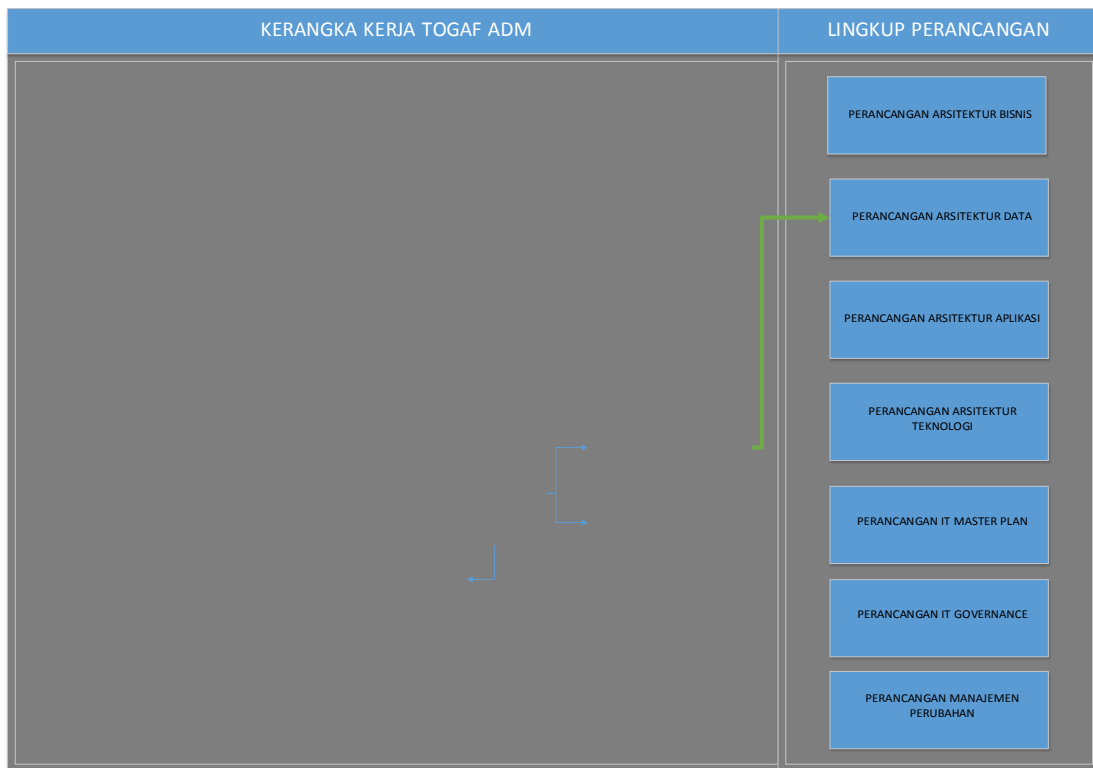 KERANGKA KERJA TOGAF ADM
LINGKUP PERANCANGAN
PERANCANGAN ARSITEKTUR BISNIS
PERANCANGAN ARSITEKTUR DATA
PERANCANGAN ARSITEKTUR APLIKASI
PERANCANGAN ARSITEKTUR
TEKNOLOGI
PERANCANGAN IT MASTER PLAN
PERANCANGAN IT GOVERNANCE
PERANCANGAN MANAJEMEN
PERUBAHAN